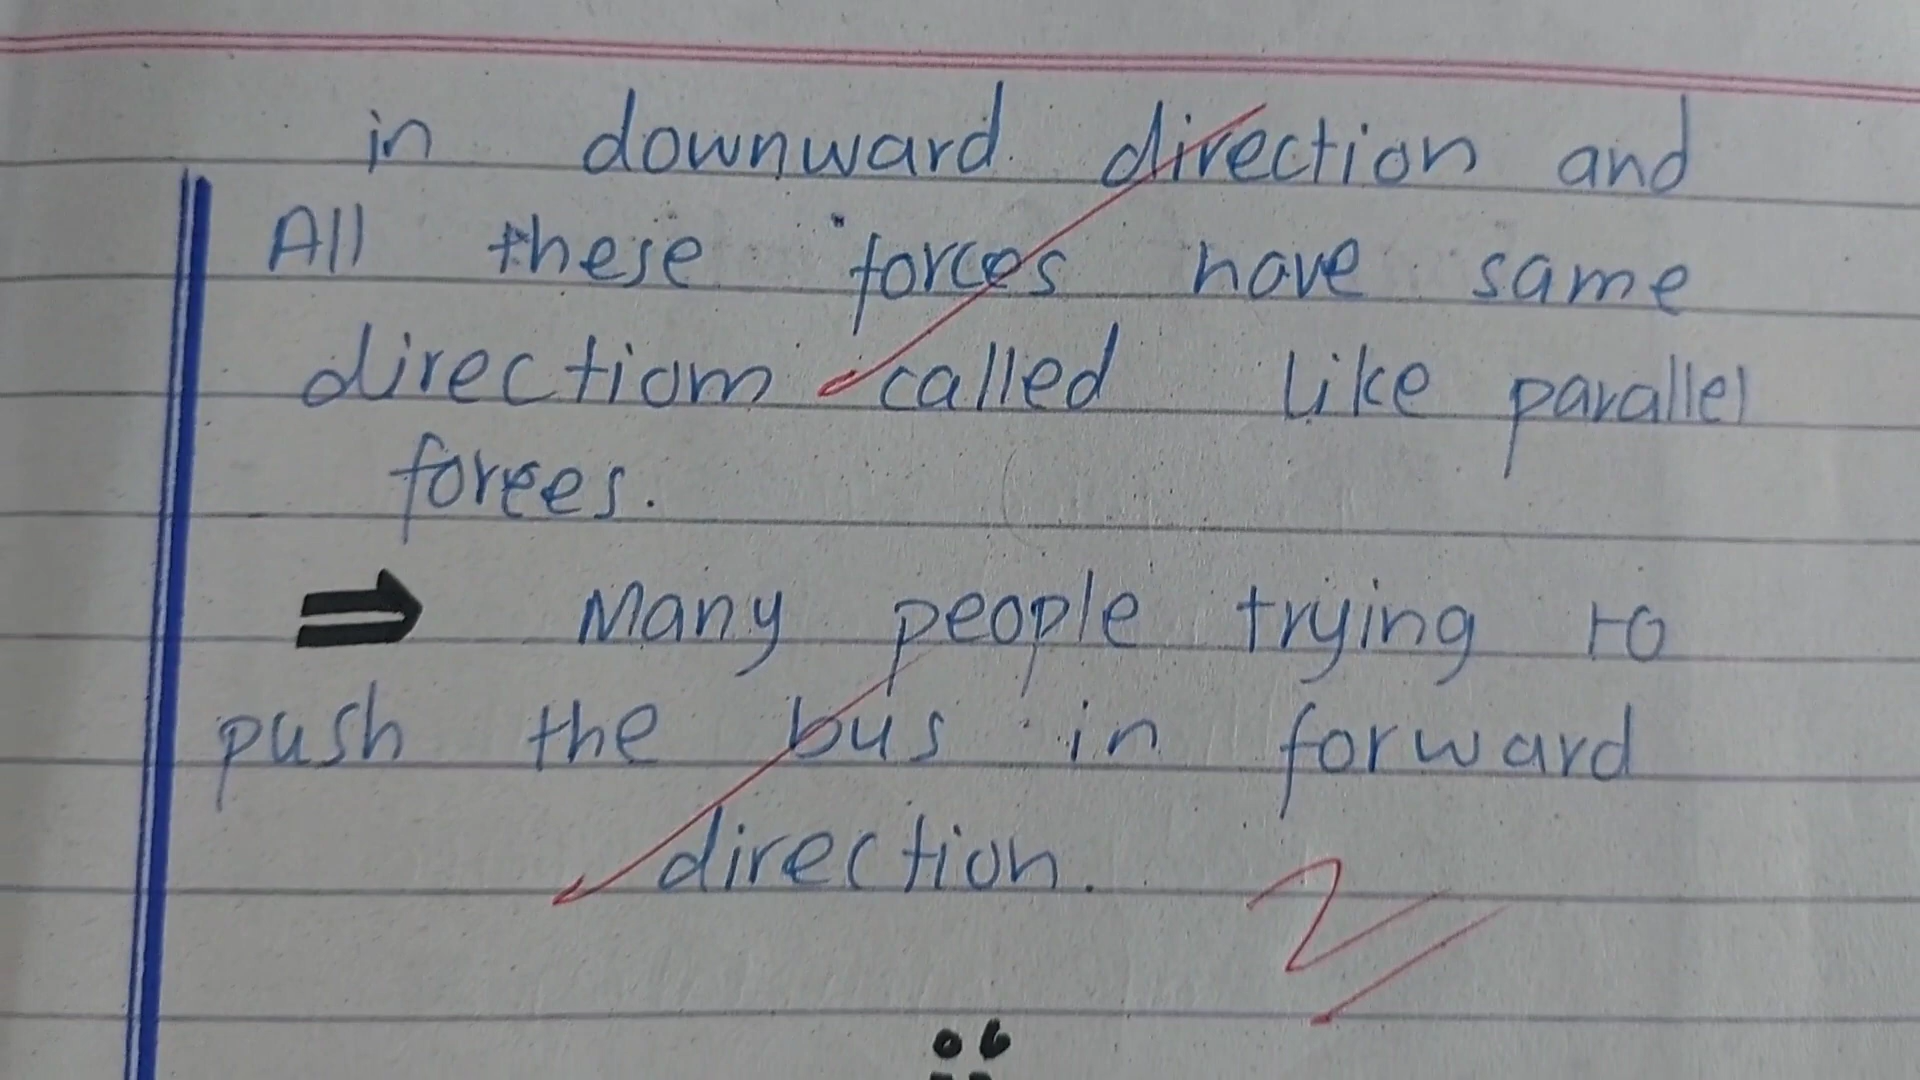 in downward direction and
All these forces have same
direction called like parallel
forces.
⇒ Many people trying to
push the bus in forward
direction.